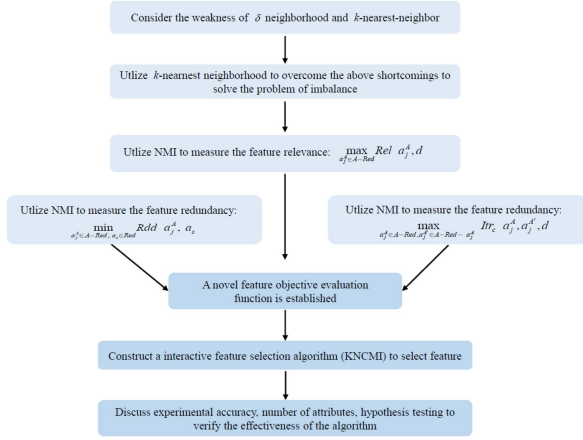 Consider the weakness of δ neighborhood and k-nearest-neighbor
Utlize k-nearnest neighborhood to overcome the above shortcomings to
solve the problem of imbalance
Utlize NMI to measure the feature relevance: max Rel a_j^A, d
a_j^A∈A−Red
Utlize NMI to measure the feature redundancy:
min Rdd a_j^A, a_s
a_j^A∈A−Red, a_s∈Red
Utlize NMI to measure the feature redundancy:
max Itr_c a_j^A, a_j^A', d
a_j^A∈A−Red, a_j^A'∈A−Red− a_j^A
A novel feature objective evaluation
function is established
Construct a interactive feature selection algorithm (KNCMI) to select feature
Discuss experimental accuracy, number of attributes, hypothesis testing to
verify the effectiveness of the algorithm